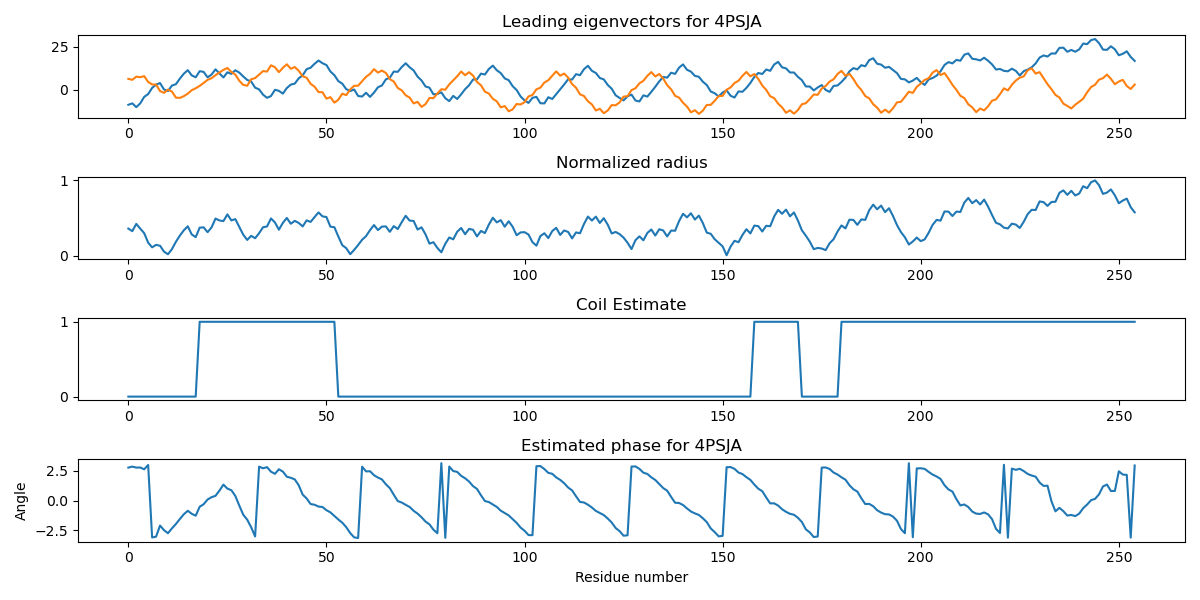 Leading eigenvectors for 4PSJA
25
0
0 50 100 150 200 250
Normalized radius
1
0
0 50 100 150 200 250
Coil Estimate
1
0
0 50 100 150 200 250
Estimated phase for 4PSJA
2.5
0.0
−2.5
Angle
0 50 100 150 200 250
Residue number